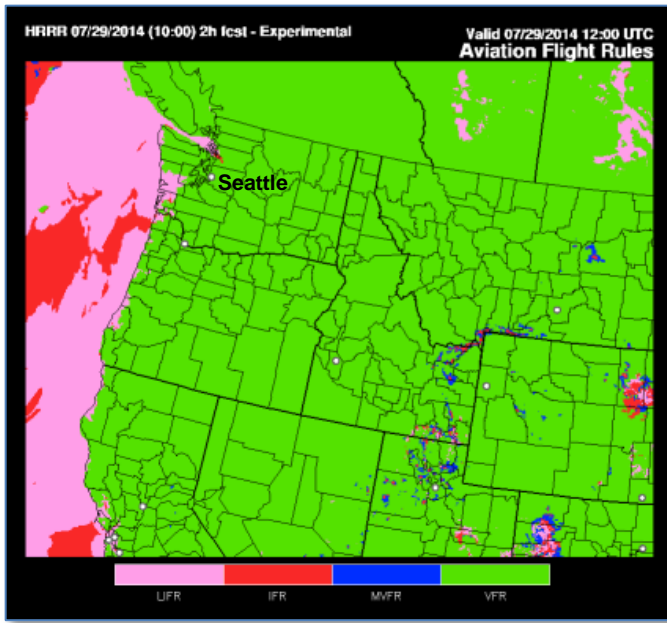 HRRR 07/29/2014 (10:00) 2h fcst - Experimental
Valid 07/29/2014 12:00 UTC
Aviation Flight Rules
Seattle
LIFR IFR MVFR VFR